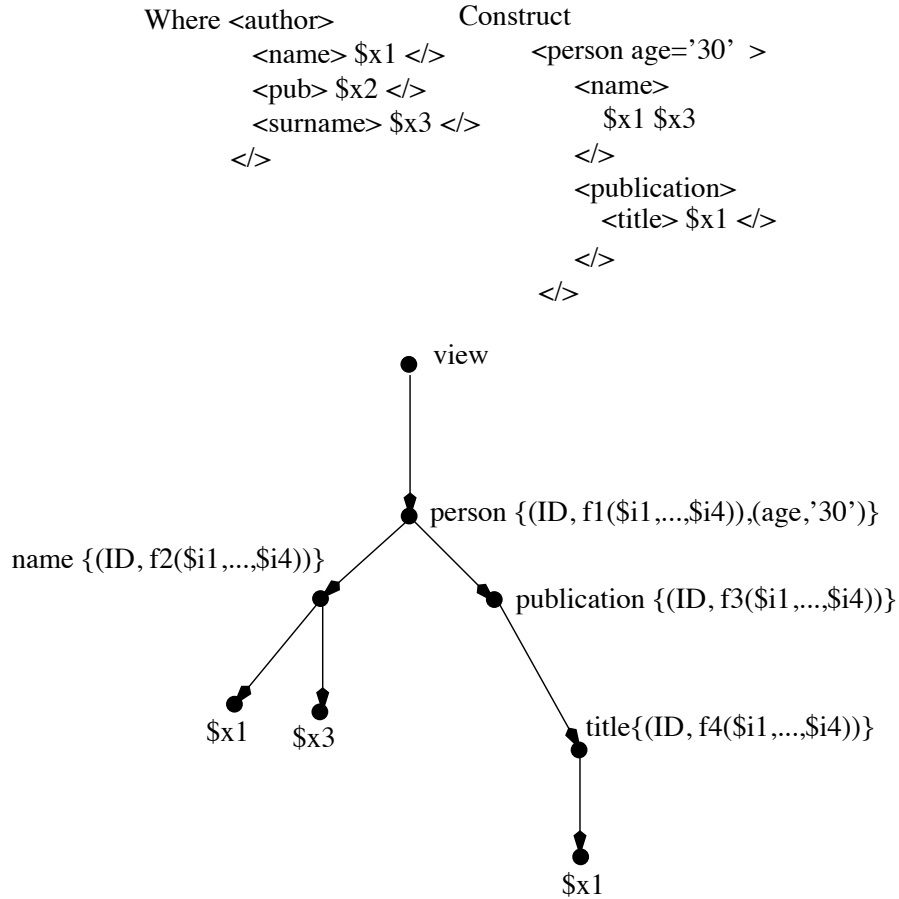 Where <author>
<name> $x1 </>
<pub> $x2 </>
<surname> $x3 </>
</>
Construct
<person age=’30’ >
<name>
$x1 $x3
</>
<publication>
<title> $x1 </>
</>
</>
view
person {(ID, f1($i1,...,$i4)),(age,’30’)}
name {(ID, f2($i1,...,$i4))}
publication {(ID, f3($i1,...,$i4))}
$x1
$x3
title{(ID, f4($i1,...,$i4))}
$x1